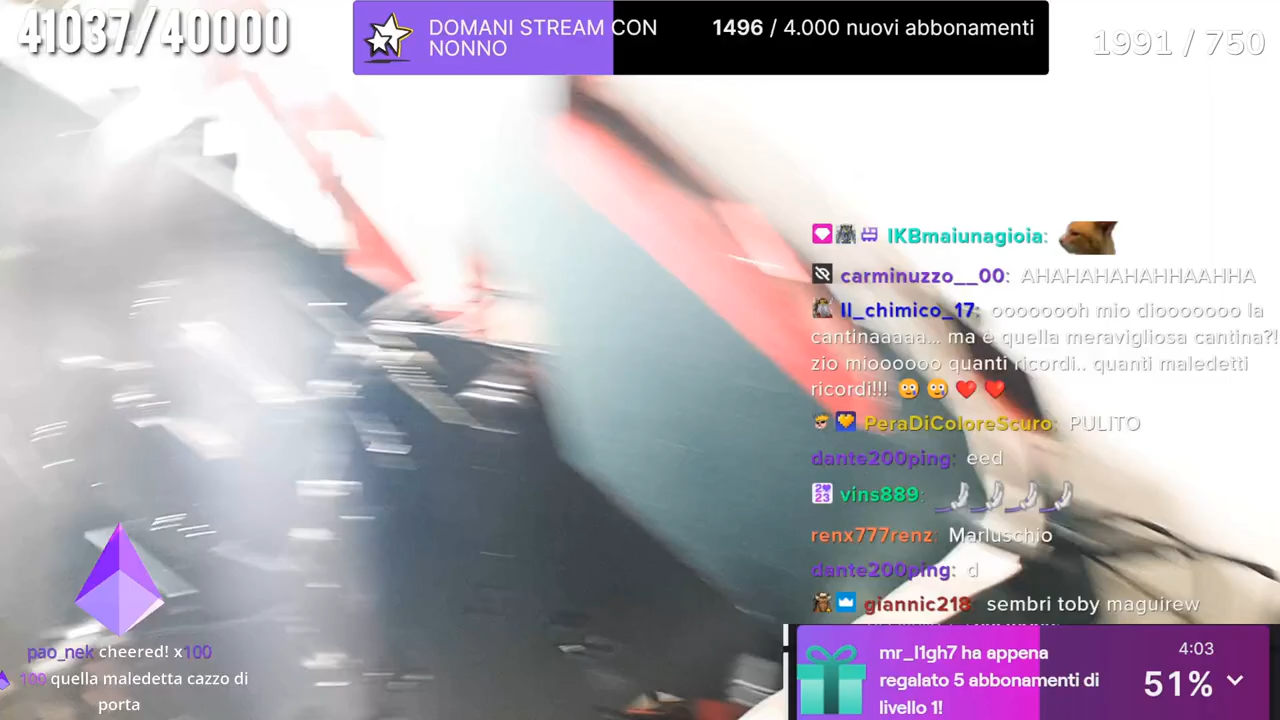 41037/40000
DOMANI STREAM CON
NONNO
1496 / 4.000 nuovi abbonamenti
1991 / 750
IKBmaiunagioia:
carminuzzo__00: AHAHAHAHAHHAAHHA
Il_chimico_17: oooooooh mio diooooooo la
cantinaaaaa... ma è quella meravigliosa cantina?!
zio mioooooo quanti ricordi.. quanti maledetti
ricordi!!!
PeraDiColoreScuro: PULITO
dante200ping: eed
vins889:
renx777renz: Marluschio
dante200ping: d
giannic218: sembri toby maguirew
mr_l1gh7 ha appena
regalato 5 abbonamenti di
livello 1!
4:03
51%
pao_nek cheered! x100
100 quella maledetta cazzo di
porta